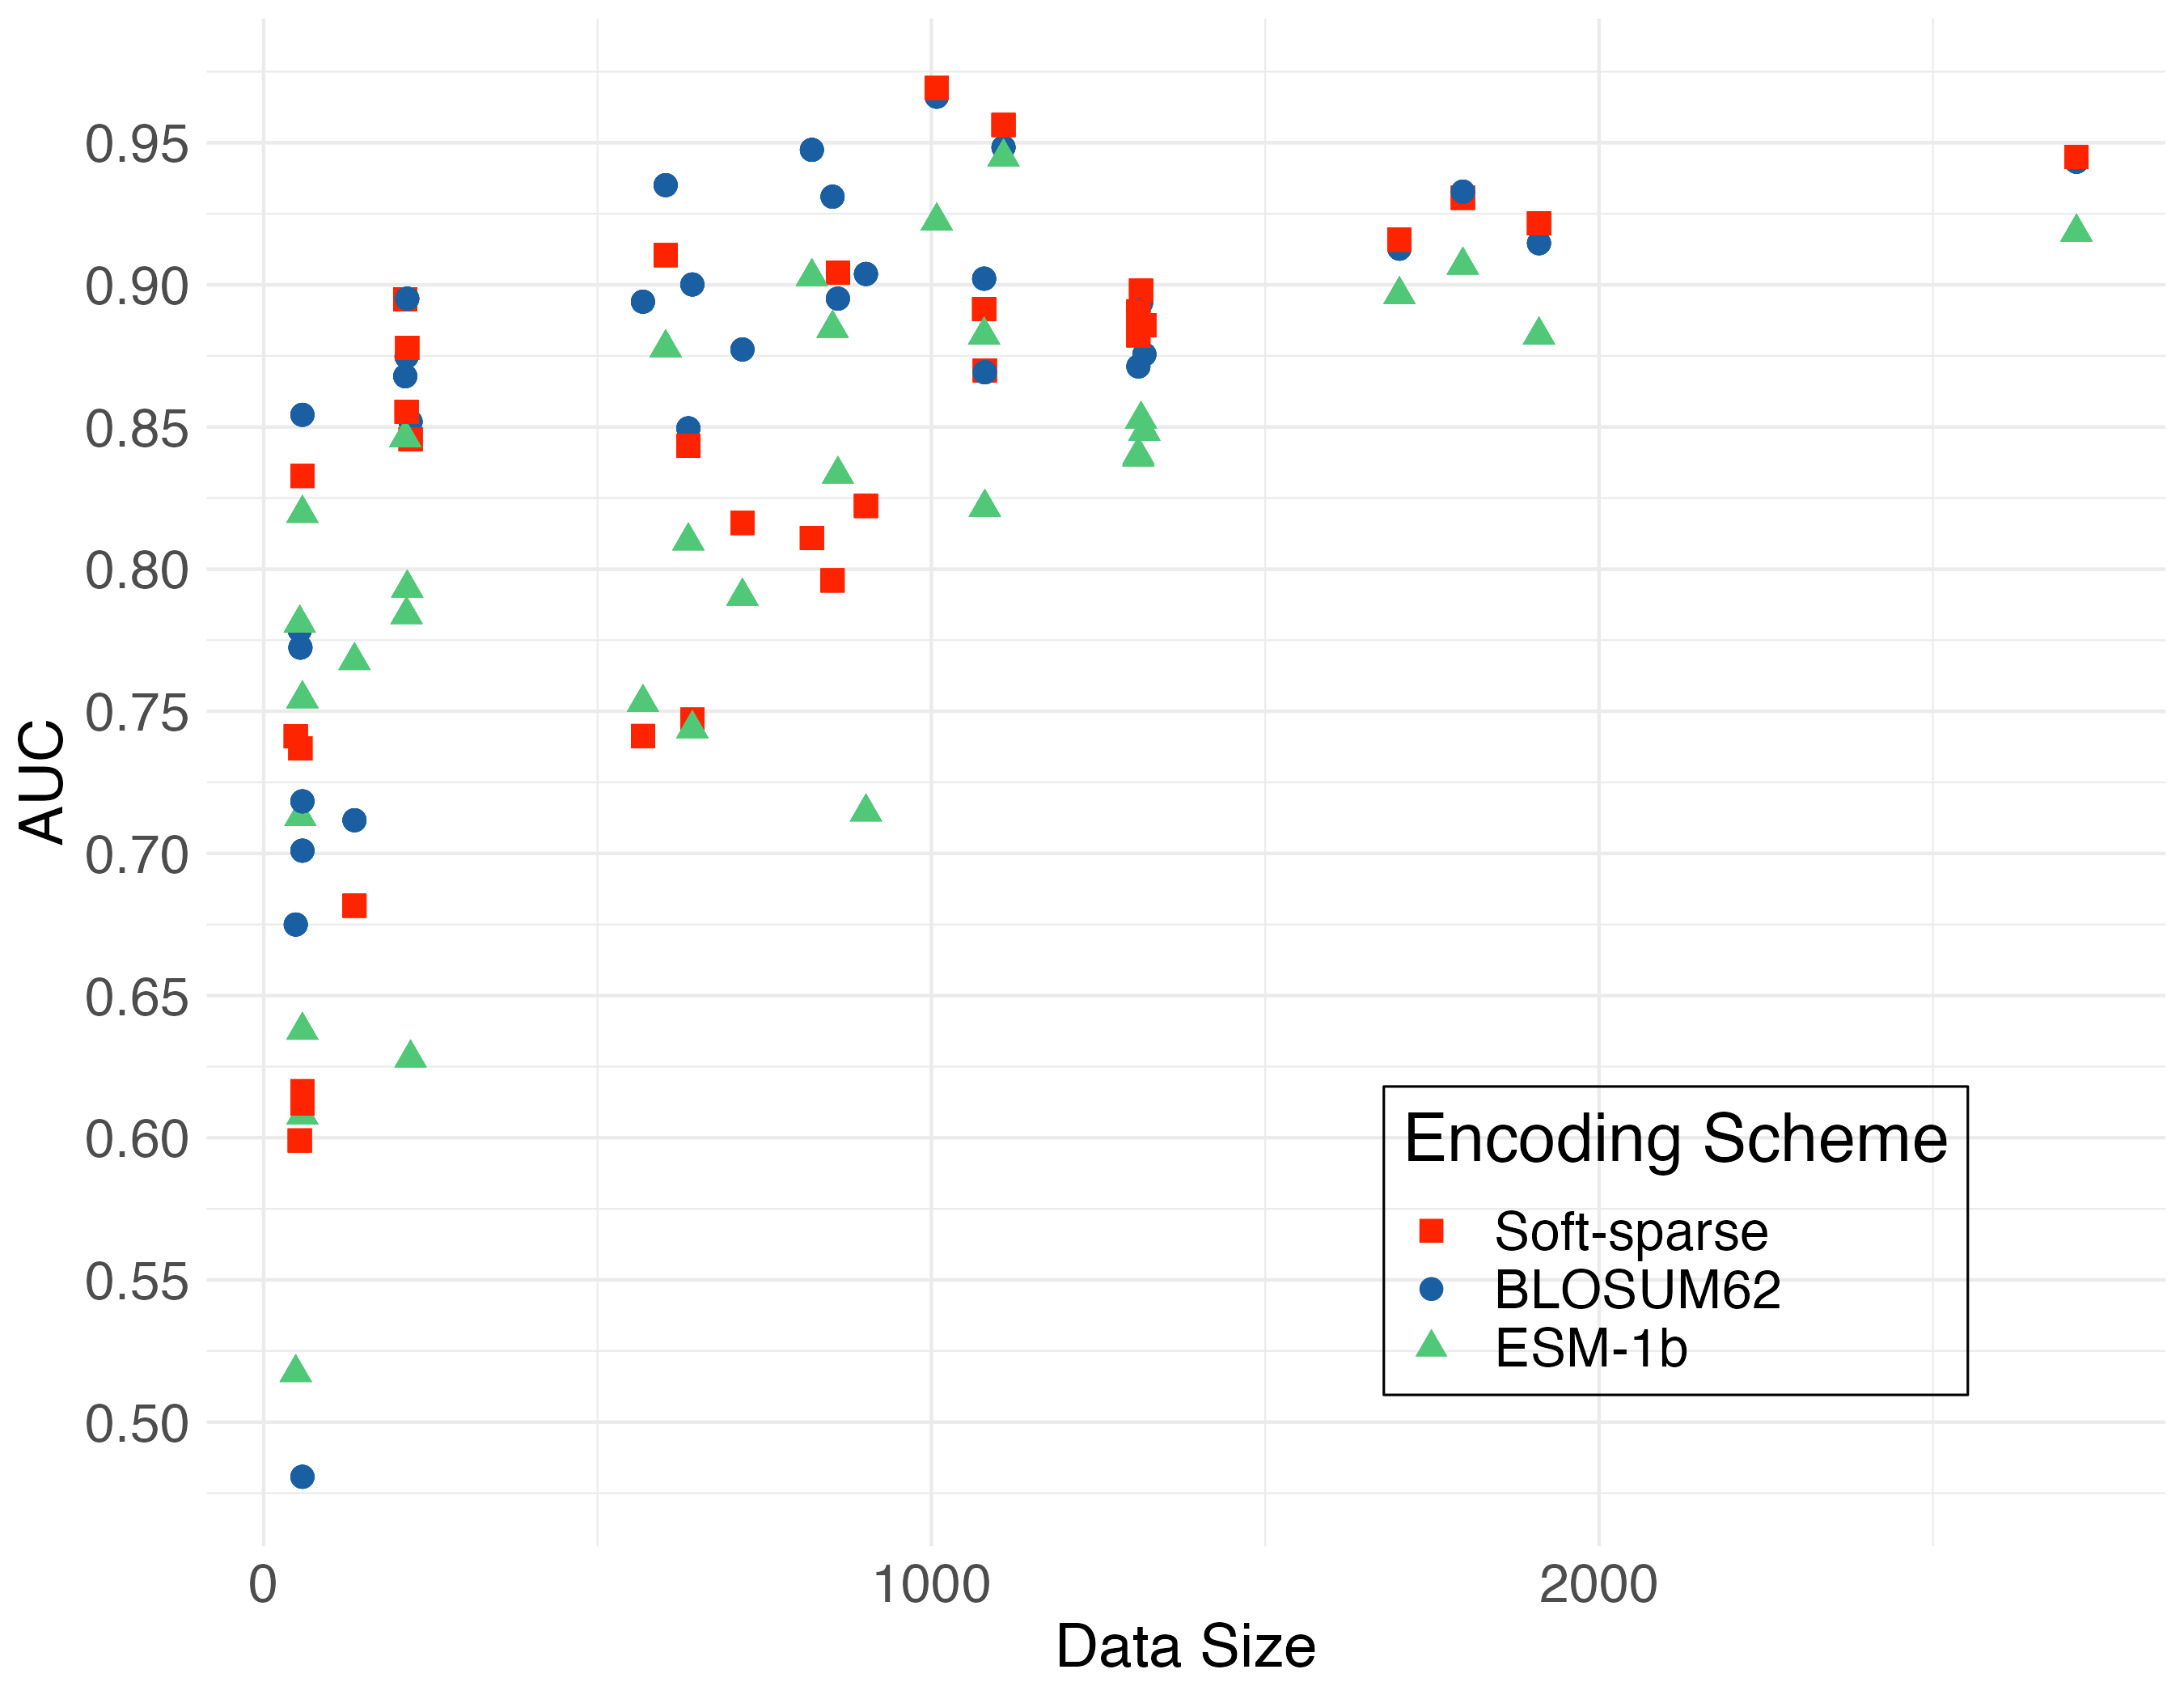 0.95
0.90
0.85
0.80
0.75
0.70
0.65
0.60
0.55
0.50
AUC
0 1000 2000
Data Size
Encoding Scheme
Soft-sparse
BLOSUM62
ESM-1b